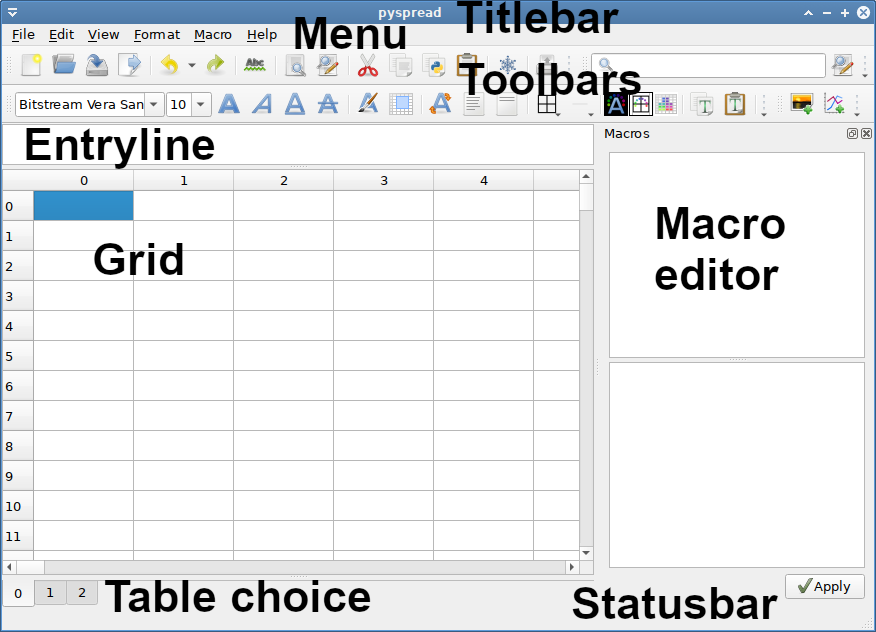 pyspread
Titlebar
File Edit View Format Macro Help
Menu
Abc
Toolbars
Bitstream Vera San 10 A A A A
Entryline
Macros
0 1 2 3 4
0
1
Grid
2
3
4
5
6
7
8
9
10
11
Macro
editor
0 1 2
Table choice
Statusbar
Apply